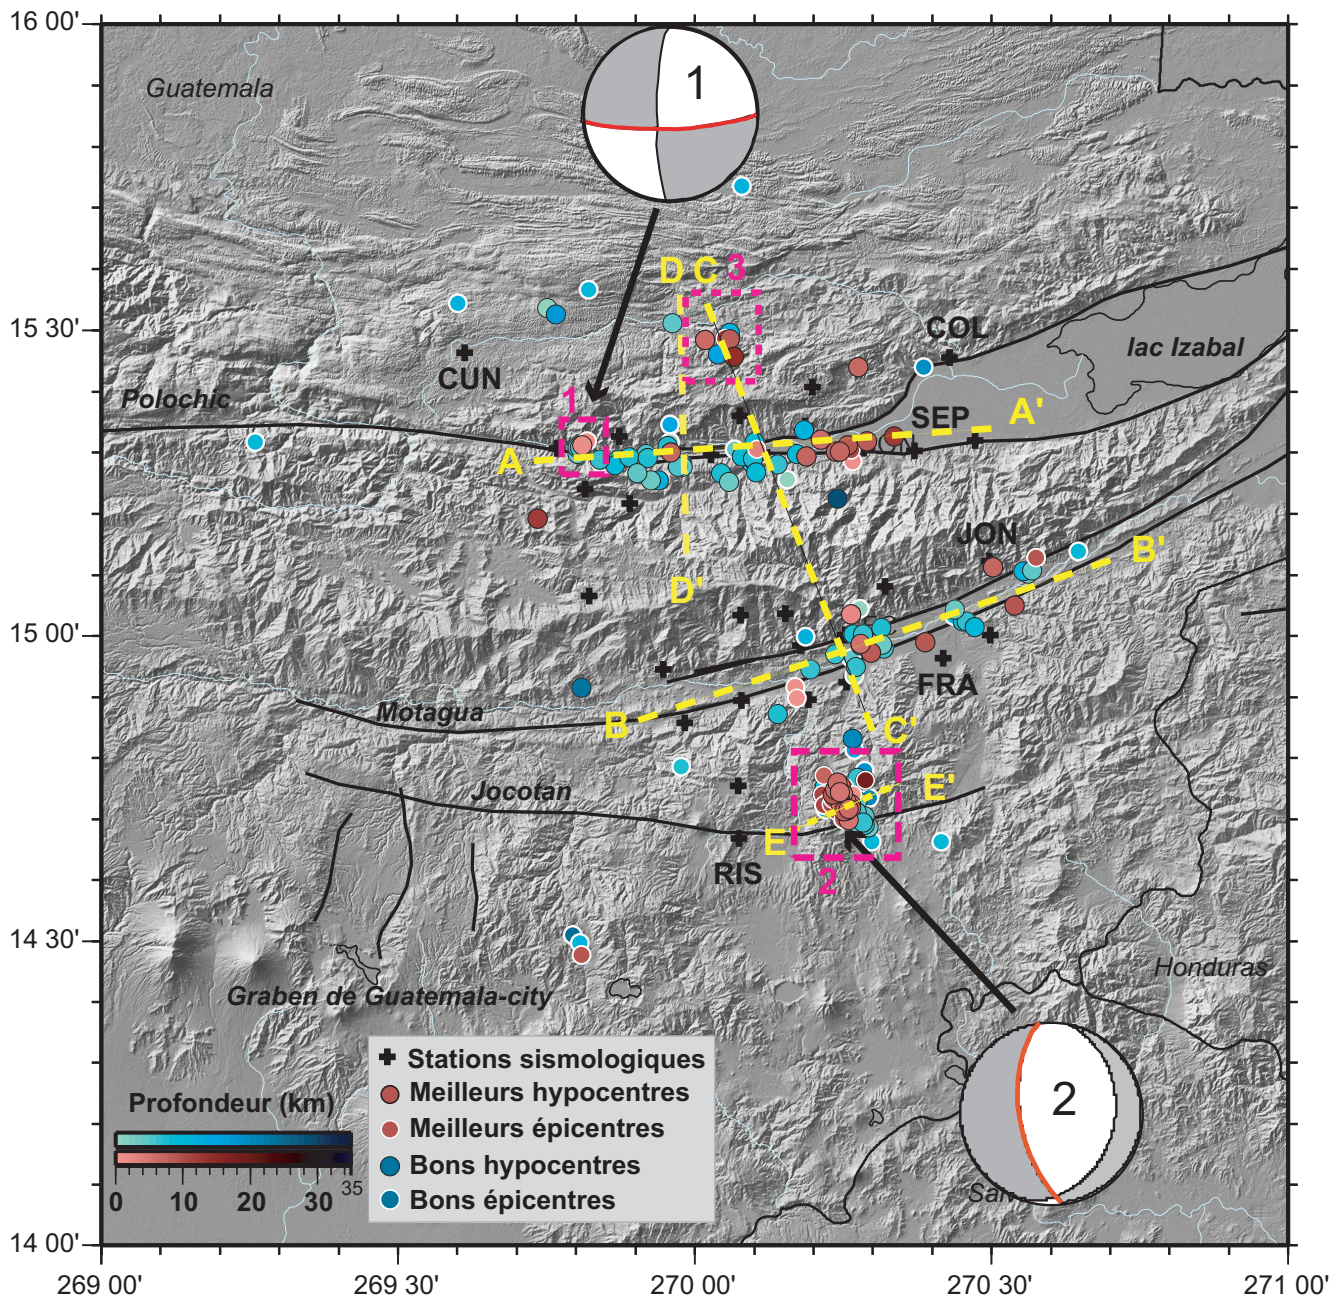 16 00'
15 30'
15 00'
14 30'
14 00'
269 00'
269 30'
270 00'
270 30'
271 00'
Guatemala
1
D C 3
COL
lac Izabal
CUN
Polochic
1
SEP
A'
A
JON
B'
D'
FRA
Motagua
B
C'
Jocotan
E'
E
RIS
2
Honduras
Graben de Guatemala-city
2
Stations sismologiques
Meilleurs hypocentres
Meilleurs épicentres
Bons hypocentres
Bons épicentres
Profondeur (km)
0 10 20 30 35